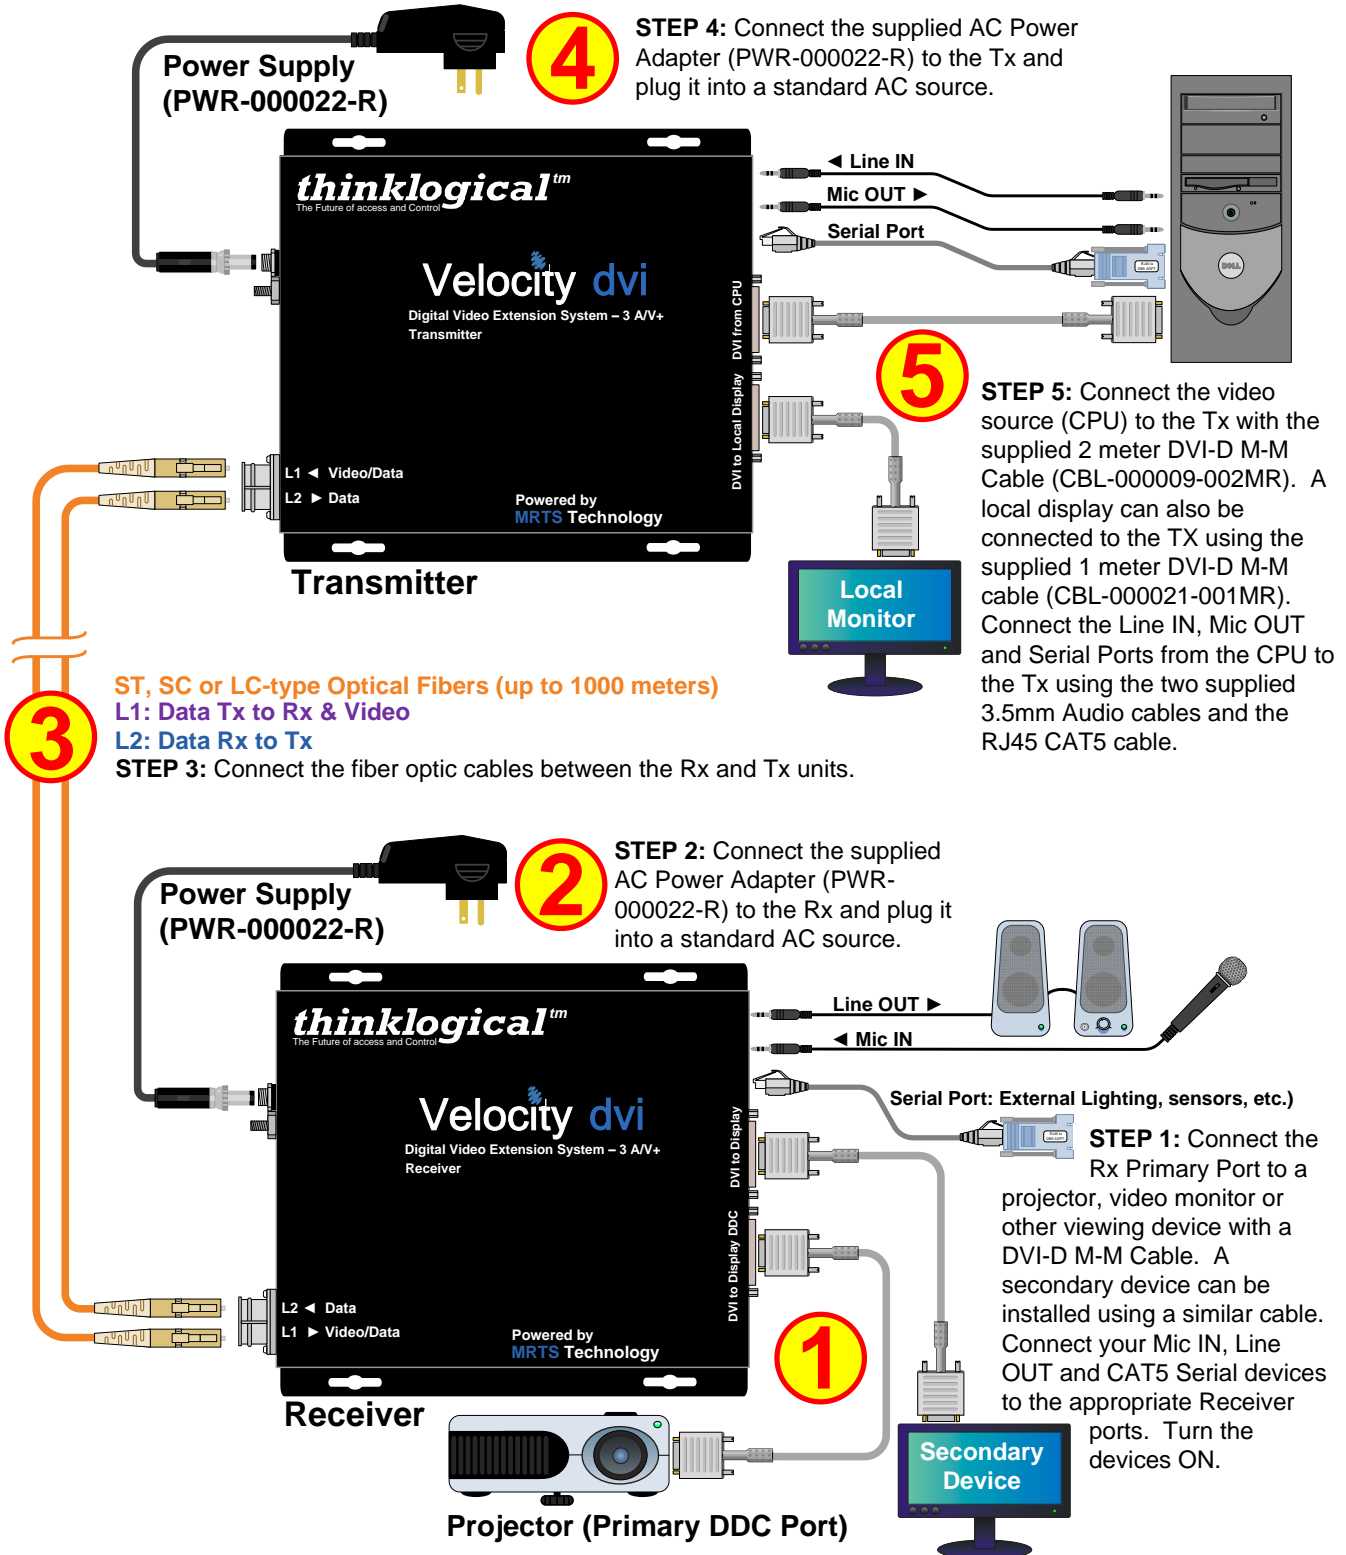 STEP 4: Connect the supplied AC Power
Adapter (PWR-000022-R) to the Tx and
plug it into a standard AC source.
4
Power Supply
(PWR-000022-R)
thinklogical tm
The Future of access and Control
Velocity dvi
Digital Video Extension System – 3 A/V+
Transmitter
◄ Line IN
Mic OUT ►
Serial Port
DELL
DVI from CPU
DVI to Local Display
L1 ◄ Video/Data
L2 ► Data
Powered by
MRTS Technology
Transmitter
5
STEP 5: Connect the video
source (CPU) to the Tx with the
supplied 2 meter DVI-D M-M
Cable (CBL-000009-002MR). A
local display can also be
connected to the TX using the
supplied 1 meter DVI-D M-M
cable (CBL-000021-001MR).
Connect the Line IN, Mic OUT
and Serial Ports from the CPU to
the Tx using the two supplied
3.5mm Audio cables and the
RJ45 CAT5 cable.
Local
Monitor
3
ST, SC or LC-type Optical Fibers (up to 1000 meters)
L1: Data Tx to Rx & Video
L2: Data Rx to Tx
STEP 3: Connect the fiber optic cables between the Rx and Tx units.
2
STEP 2: Connect the supplied
AC Power Adapter (PWR-
000022-R) to the Rx and plug it
into a standard AC source.
Power Supply
(PWR-000022-R)
thinklogical tm
The Future of access and Control
Velocity dvi
Digital Video Extension System – 3 A/V+
Receiver
Line OUT ►
◄ Mic IN
Serial Port: External Lighting, sensors, etc.)
DVI to Display
DVI to Display DDC
L2 ◄ Data
L1 ► Video/Data
Powered by
MRTS Technology
Receiver
1
STEP 1: Connect the
Rx Primary Port to a
projector, video monitor or
other viewing device with a
DVI-D M-M Cable. A
secondary device can be
installed using a similar cable.
Connect your Mic IN, Line
OUT and CAT5 Serial devices
to the appropriate Receiver
ports. Turn the
devices ON.
Secondary
Device
Projector (Primary DDC Port)